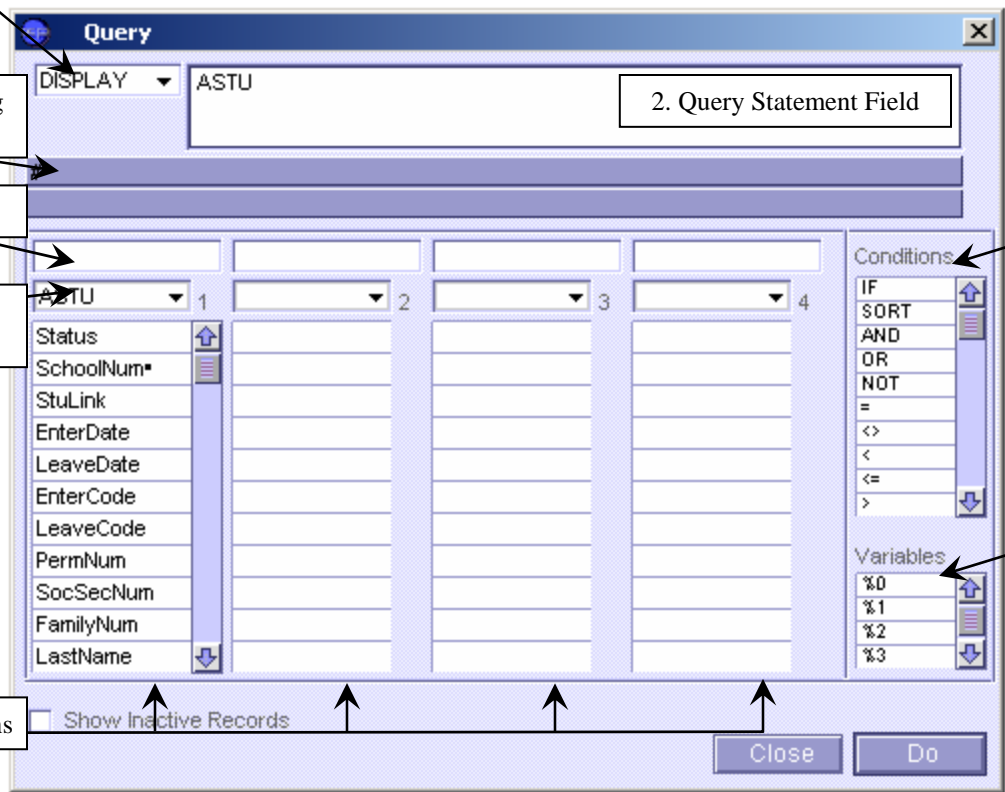 Query
DISPLAY
ASTU
2. Query Statement Field
g
#
ASTU
1
2
3
4
Status
SchoolNum
StuLink
EnterDate
LeaveDate
EnterCode
LeaveCode
PermNum
SocSecNum
FamilyNum
LastName
Conditions
IF
SORT
AND
OR
NOT
=
<>
<
<=
>
Variables
%0
%1
%2
%3
ns
Show Inactive Records
Close
Do